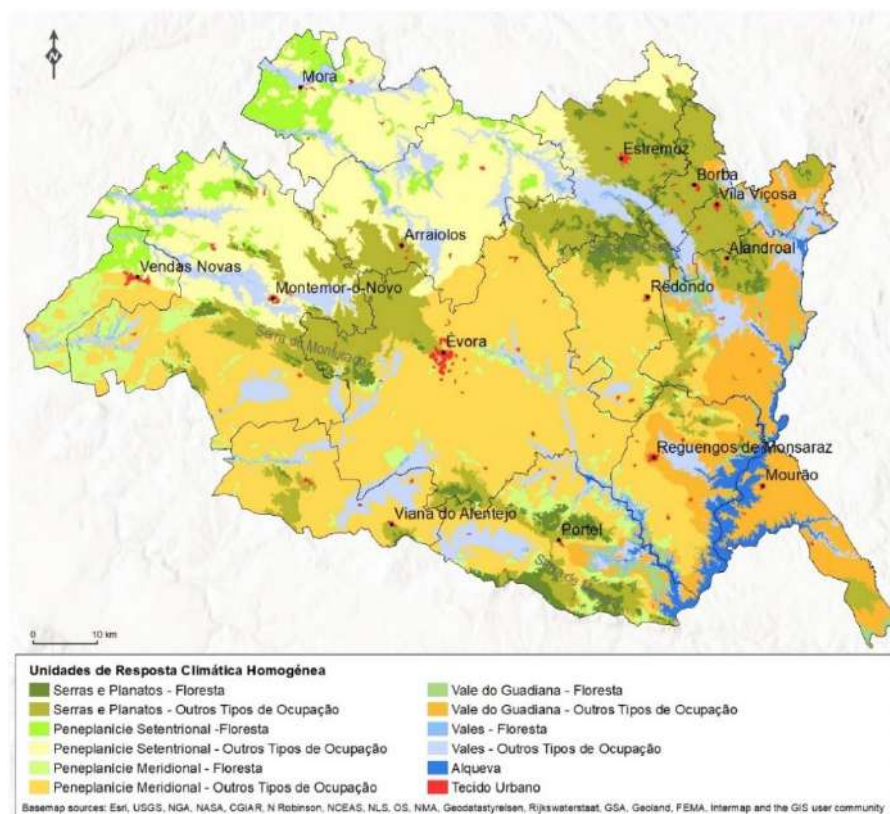 N
Mora
Estremoz
Borba
Vila Viçosa
Arraiolos
Alandroal
Vendas Novas
Montemor-o-Novo
Redondo
Serra de Monfurado
Évora
Reguengos de Monsaraz
Mourão
Viana do Alentejo
Portel
Serra de
0 10 km
Unidades de Resposta Climática Homogénea
Serras e Planatos - Floresta
Serras e Planatos - Outros Tipos de Ocupação
Peneplanície Setentrional -Floresta
Peneplanície Setentrional - Outros Tipos de Ocupação
Peneplanície Meridional - Floresta
Peneplanície Meridional - Outros Tipos de Ocupação
Vale do Guadiana - Floresta
Vale do Guadiana - Outros Tipos de Ocupação
Vales - Floresta
Vales - Outros Tipos de Ocupação
Alqueva
Tecido Urbano
Basemap sources: Esri, USGS, NGA, NASA, CGIAR, N Robinson, NCEAS, NLS, OS, NMA, Geodatastyrelsen, Rijkswaterstaat, GSA, Geoland, FEMA, Intermap and the GIS user community